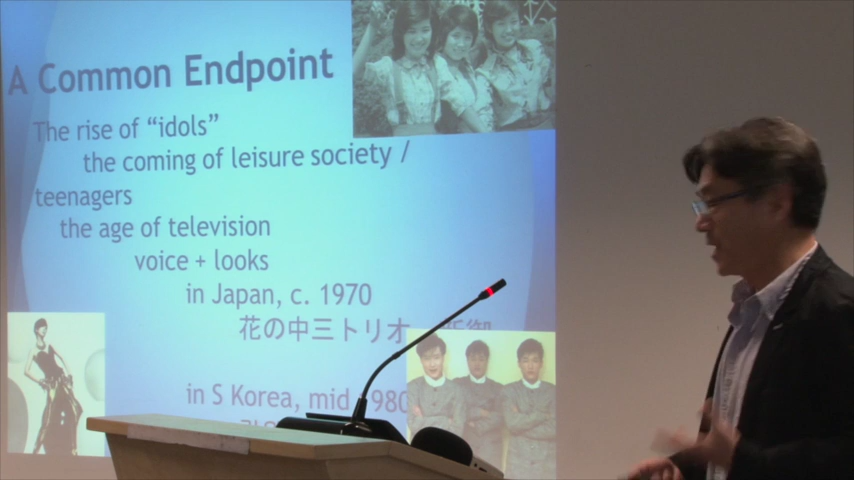 A Common Endpoint
The rise of “idols”
the coming of leisure society /
teenagers
the age of television
voice + looks
in Japan, c. 1970
花の中三トリオ
in S Korea, mid 980